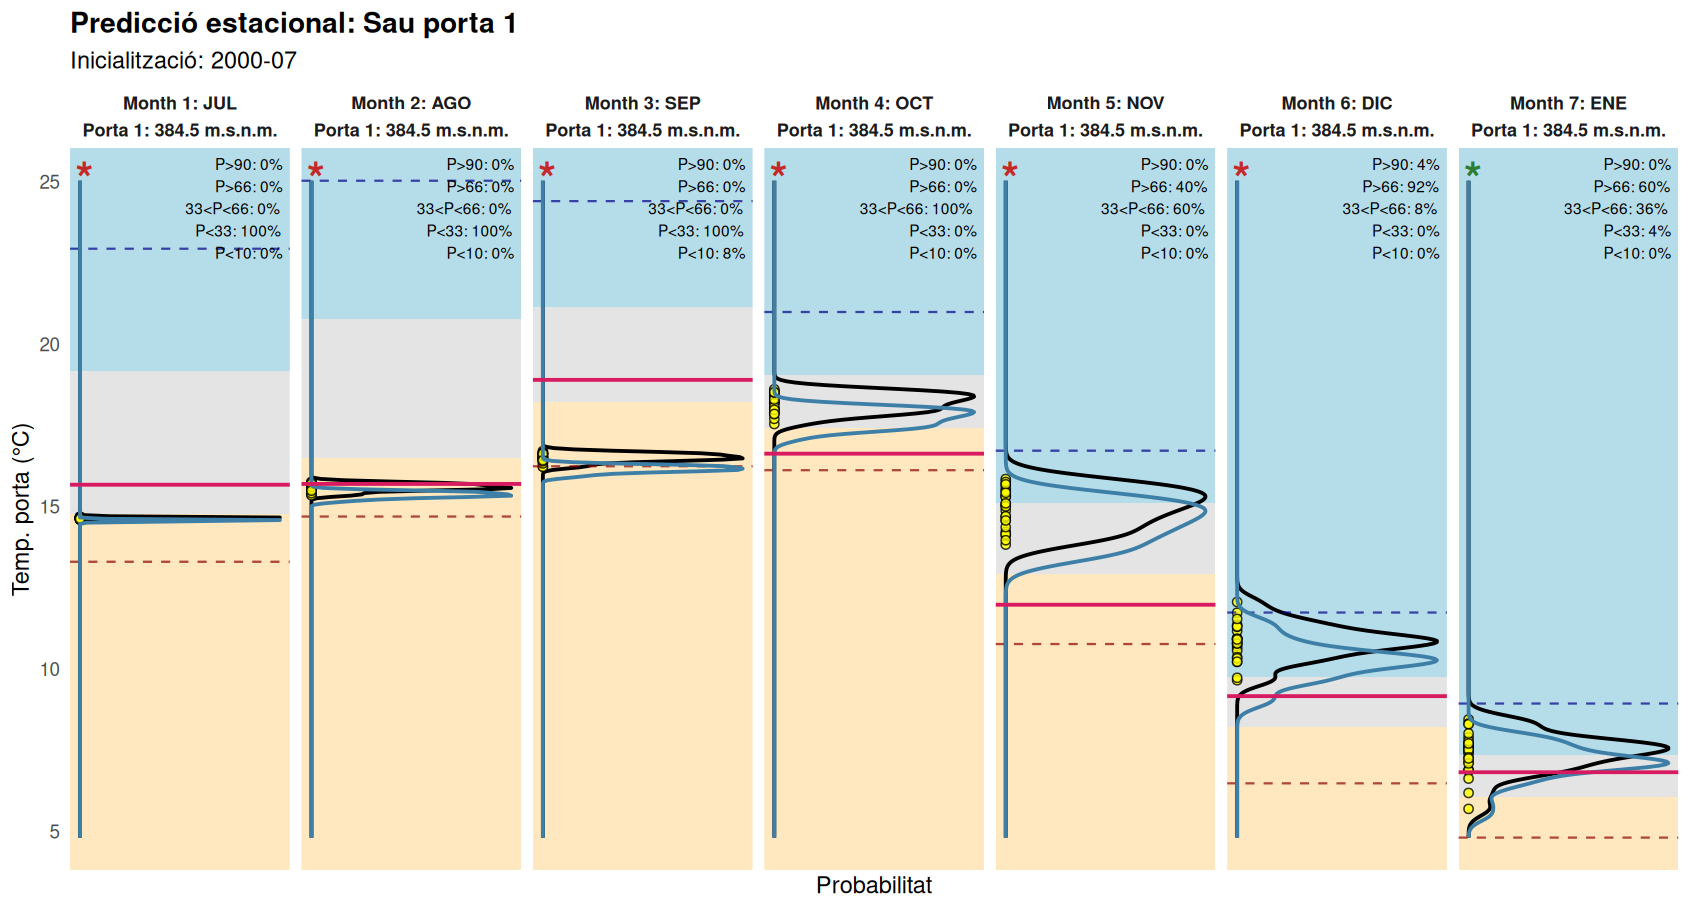 Predicció estacional: Sau porta 1
Inicialització: 2000-07
Month 1: JUL
Porta 1: 384.5 m.s.n.m.
Month 2: AGO
Porta 1: 384.5 m.s.n.m.
Month 3: SEP
Porta 1: 384.5 m.s.n.m.
Month 4: OCT
Porta 1: 384.5 m.s.n.m.
Month 5: NOV
Porta 1: 384.5 m.s.n.m.
Month 6: DIC
Porta 1: 384.5 m.s.n.m.
Month 7: ENE
Porta 1: 384.5 m.s.n.m.
Temp. porta (°C)
25
20
15
10
5
*
P>90: 0%
P>66: 0%
33<P<66: 0%
P<33: 100%
P<10: 0%
*
P>90: 0%
P>66: 0%
33<P<66: 0%
P<33: 100%
P<10: 0%
*
P>90: 0%
P>66: 0%
33<P<66: 0%
P<33: 100%
P<10: 8%
*
P>90: 0%
P>66: 0%
33<P<66: 100%
P<33: 0%
P<10: 0%
*
P>90: 0%
P>66: 40%
33<P<66: 60%
P<33: 0%
P<10: 0%
*
P>90: 4%
P>66: 92%
33<P<66: 8%
P<33: 0%
P<10: 0%
*
P>90: 0%
P>66: 60%
33<P<66: 36%
P<33: 4%
P<10: 0%
Probabilitat